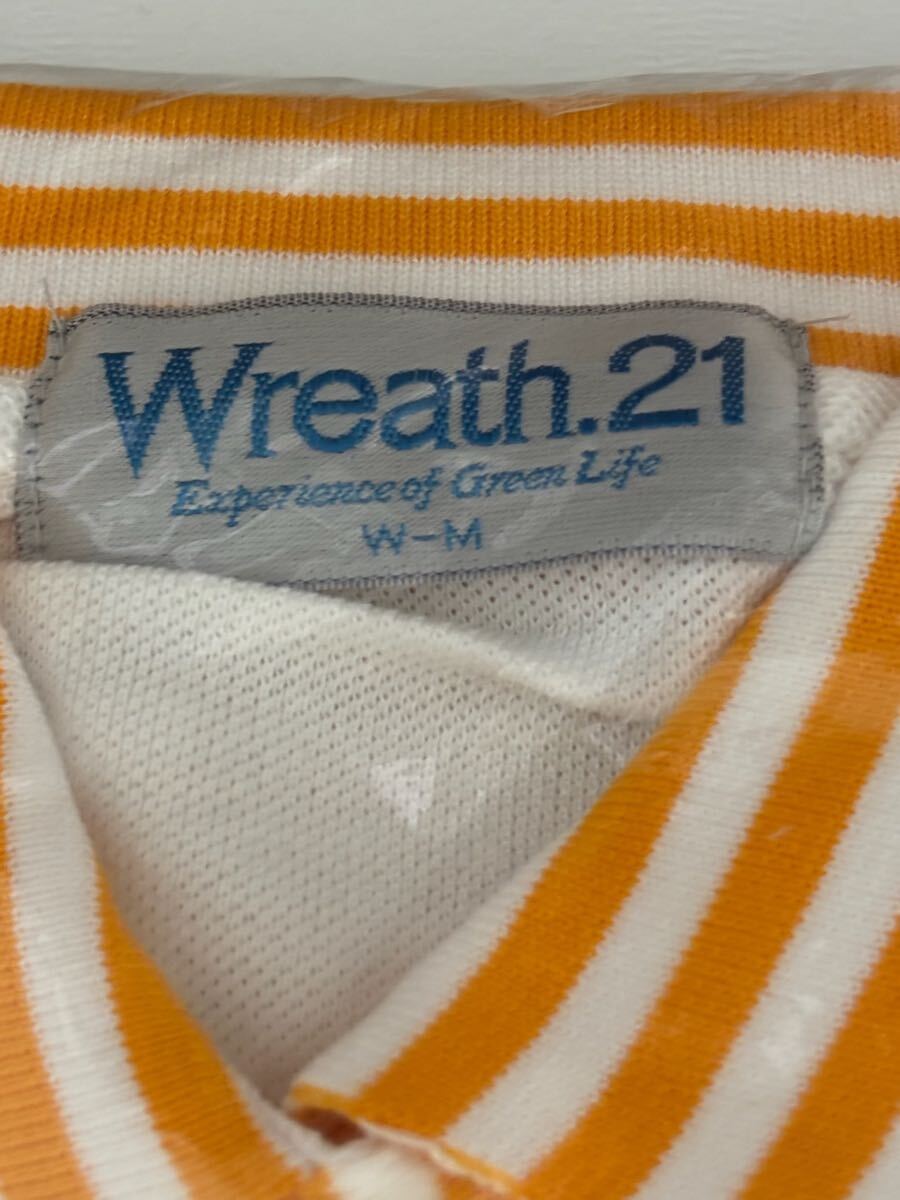 Wreath.21
Experience of Green Life
W-M